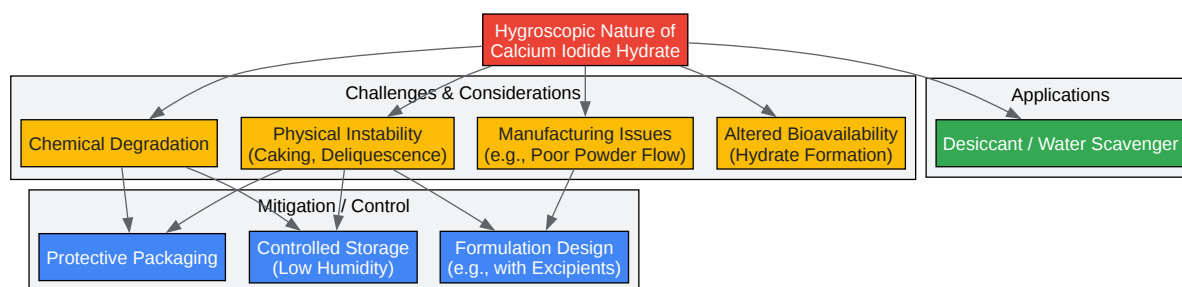 Hygroscopic Nature of
Calcium Iodide Hydrate
Challenges & Considerations
Applications
Chemical Degradation
Physical Instability
(Caking, Deliquescence)
Manufacturing Issues
(e.g., Poor Powder Flow)
Altered Bioavailability
(Hydrate Formation)
Desiccant / Water Scavenger
Mitigation / Control
Protective Packaging
Controlled Storage
(Low Humidity)
Formulation Design
(e.g., with Excipients)